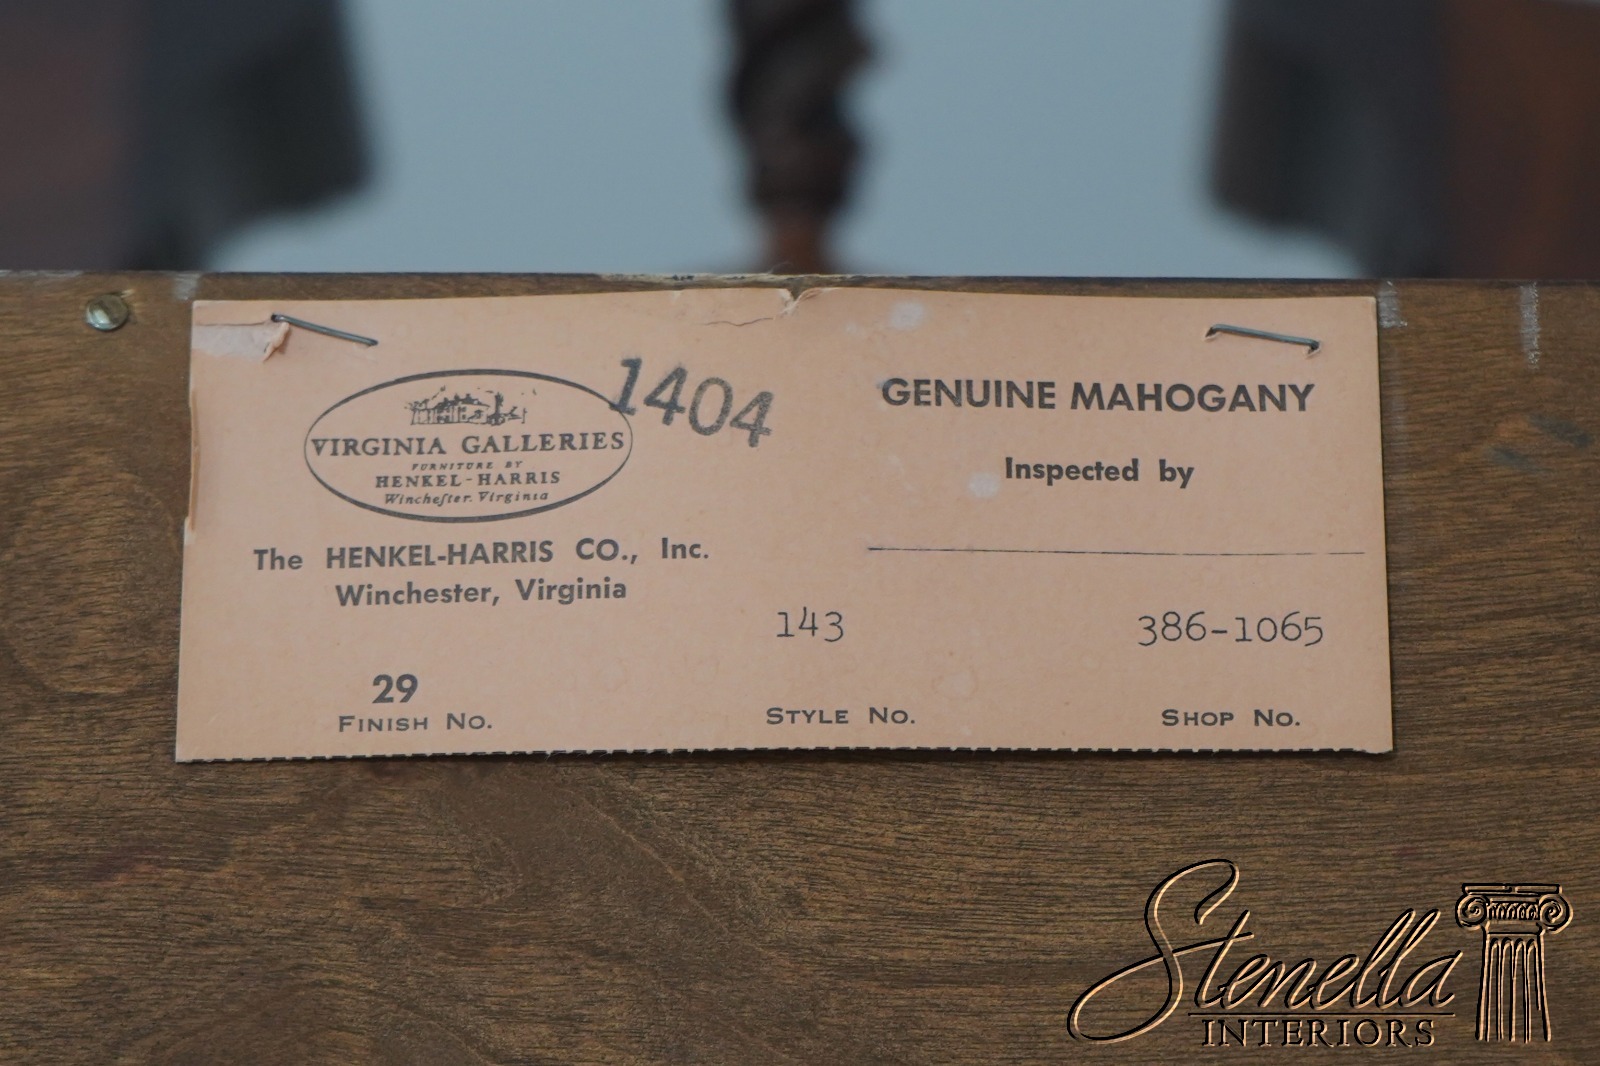 1404
VIRGINIA GALLERIES
FURNITURE BY
HENKEL-HARRIS
Winchester, Virginia
The HENKEL-HARRIS CO., Inc.
Winchester, Virginia
29
FINISH NO.
143
STYLE NO.
GENUINE MAHOGANY
Inspected by
386-1065
SHOP NO.
Stenella
INTERIORS